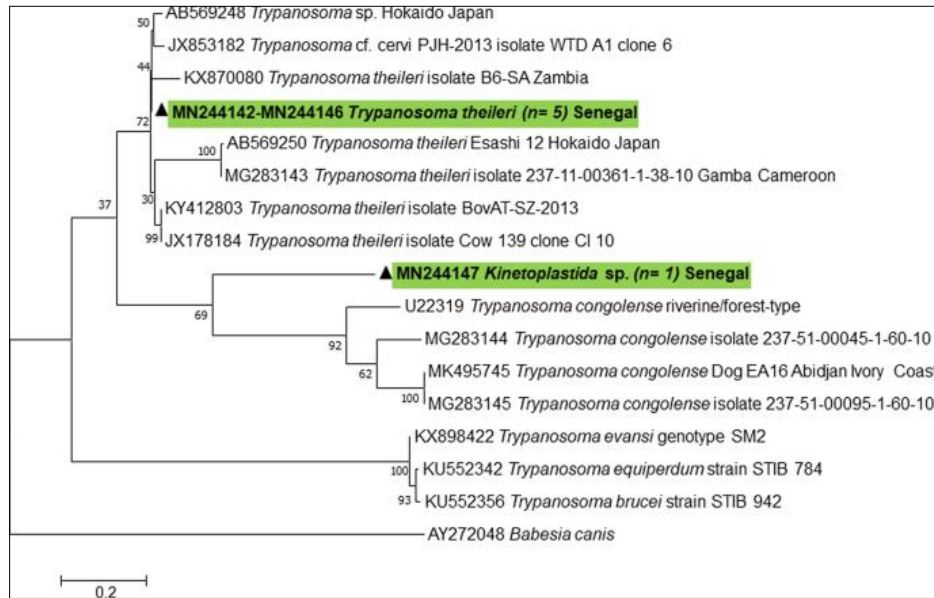 AB569248 Trypanosoma sp. Hokaido Japan
50
JX853182 Trypanosoma cf. cervi PJH-2013 isolate WTD A1 clone 6
44
KX870080 Trypanosoma theileri isolate B6-SA Zambia
MN244142-MN244146 Trypanosoma theileri (n= 5) Senegal
72
AB569250 Trypanosoma theileri Esashi 12 Hokaido Japan
100
MG283143 Trypanosoma theileri isolate 237-11-00361-1-38-10 Gamba Cameroon
30
KY412803 Trypanosoma theileri isolate BovAT-SZ-2013
37
99
JX178184 Trypanosoma theileri isolate Cow 139 clone Cl 10
MN244147 Kinetoplastida sp. (n= 1) Senegal
U22319 Trypanosoma congolense riverine/forest-type
69
MG283144 Trypanosoma congolense isolate 237-51-00045-1-60-10
92
MK495745 Trypanosoma congolense Dog EA16 Abidjan Ivory Coast
62
100
MG283145 Trypanosoma congolense isolate 237-51-00095-1-60-10
KX898422 Trypanosoma evansi genotype SM2
100
KU552342 Trypanosoma equiperdum strain STIB 784
93
KU552356 Trypanosoma brucei strain STIB 942
AY272048 Babesia canis
0.2